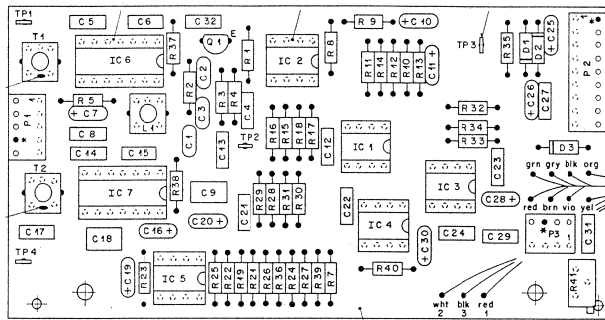 TP1
C5
C6
C32
R9
+C10
T1
IC6
R37
Q1
E
R1
IC2
R8
TP3
R35
D1
D2
+C25
P2
R11
R14
R12
R10
R13
C11+
R2
C2
C3
R3
R4
C4
+C26
C27
P1
R5
+C7
L1
R32
C8
C1
C13
TP2
R16
R15
R18
R17
C12
IC1
R34
R33
C14
C15
C23
D3
T2
IC7
R38
C9
IC3
grn gry blk org
C21
R29
R28
R31
R30
C22
C28+
red brn vio yel
C20+
C17
C18
C16+
IC4
+C30
C24
C29
P3
*
1
C31
TP4
+C19
R23
IC5
R25
R22
R19
R21
R26
R36
R24
R27
R39
R7
R40
R41
wht blk red
2 3 1